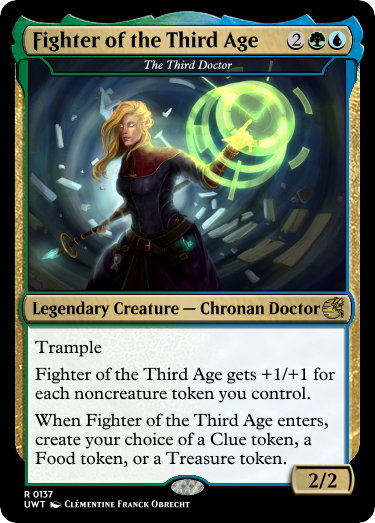 Fighter of the Third Age 2
The Third Doctor
Legendary Creature — Chronan Doctor
Trample
Fighter of the Third Age gets +1/+1 for
each noncreature token you control.
When Fighter of the Third Age enters,
create your choice of a Clue token, a
Food token, or a Treasure token.
2/2
R 0137
UWT Clémentine Franck Obrecht